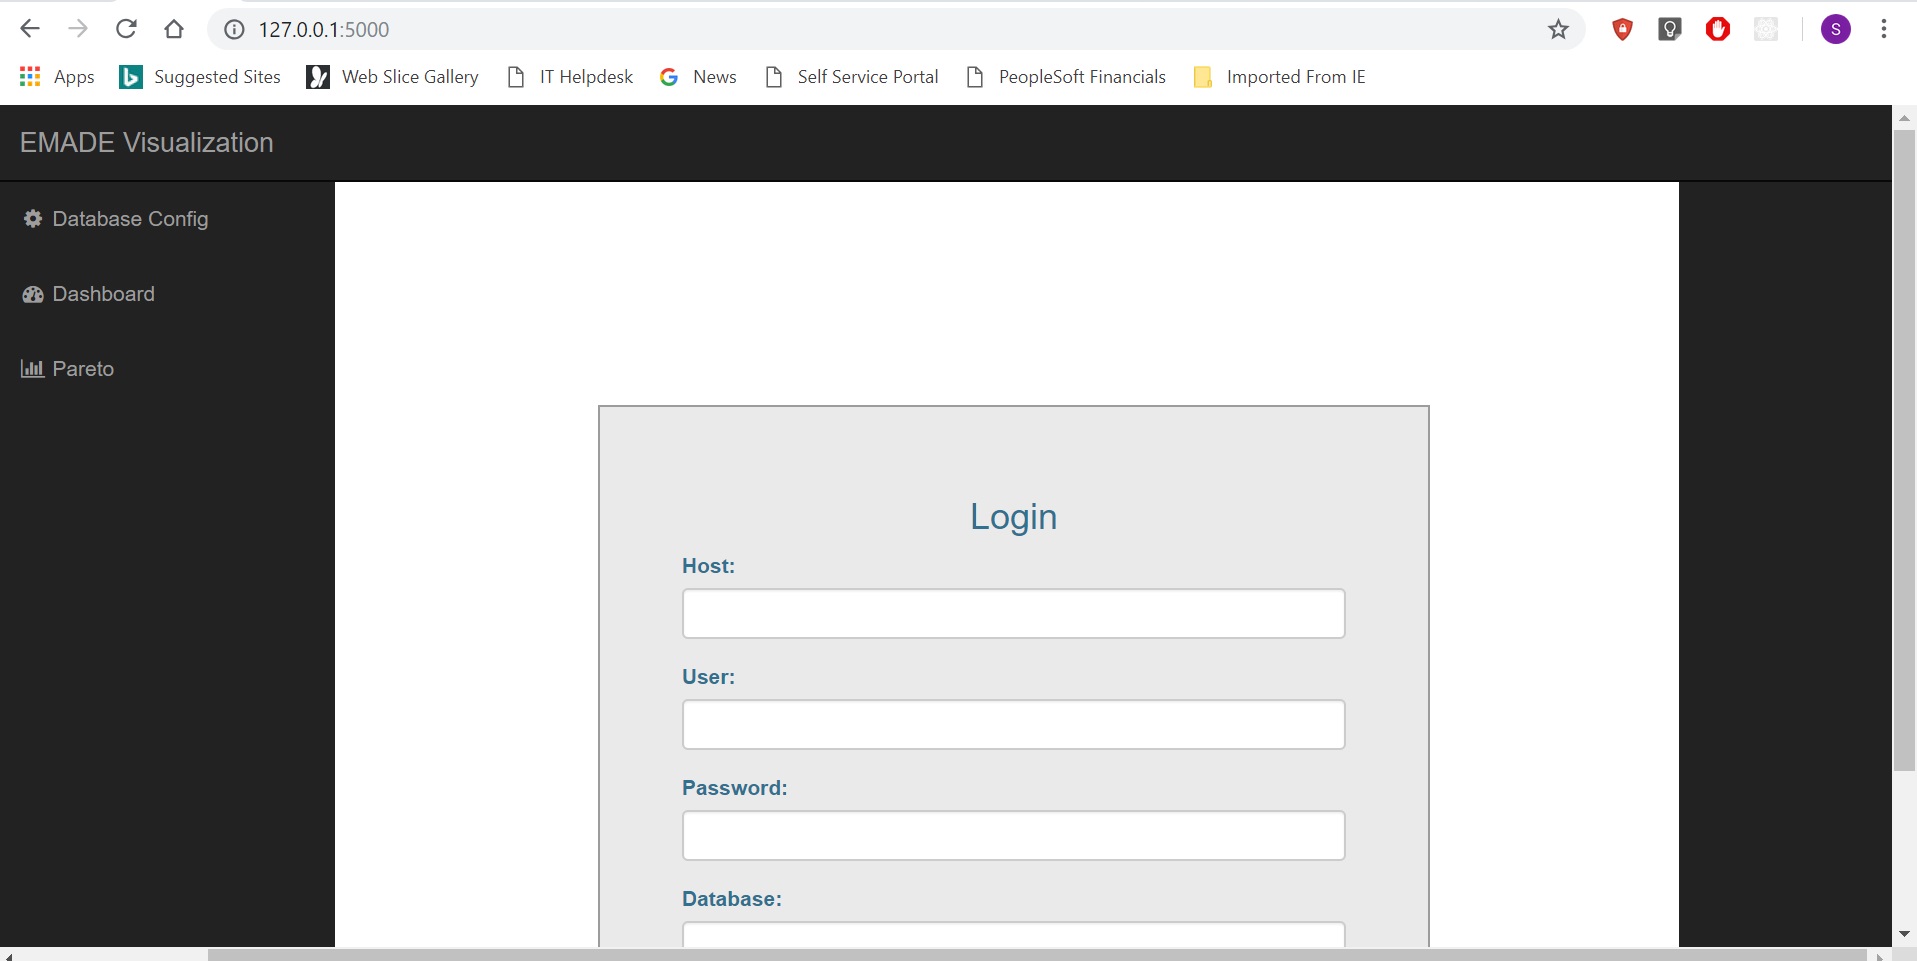 127.0.0.1:5000
S
Apps Suggested Sites Web Slice Gallery IT Helpdesk News Self Service Portal PeopleSoft Financials Imported From IE
EMADE Visualization
Database Config
Dashboard
Pareto
Login
Host:
User:
Password:
Database: